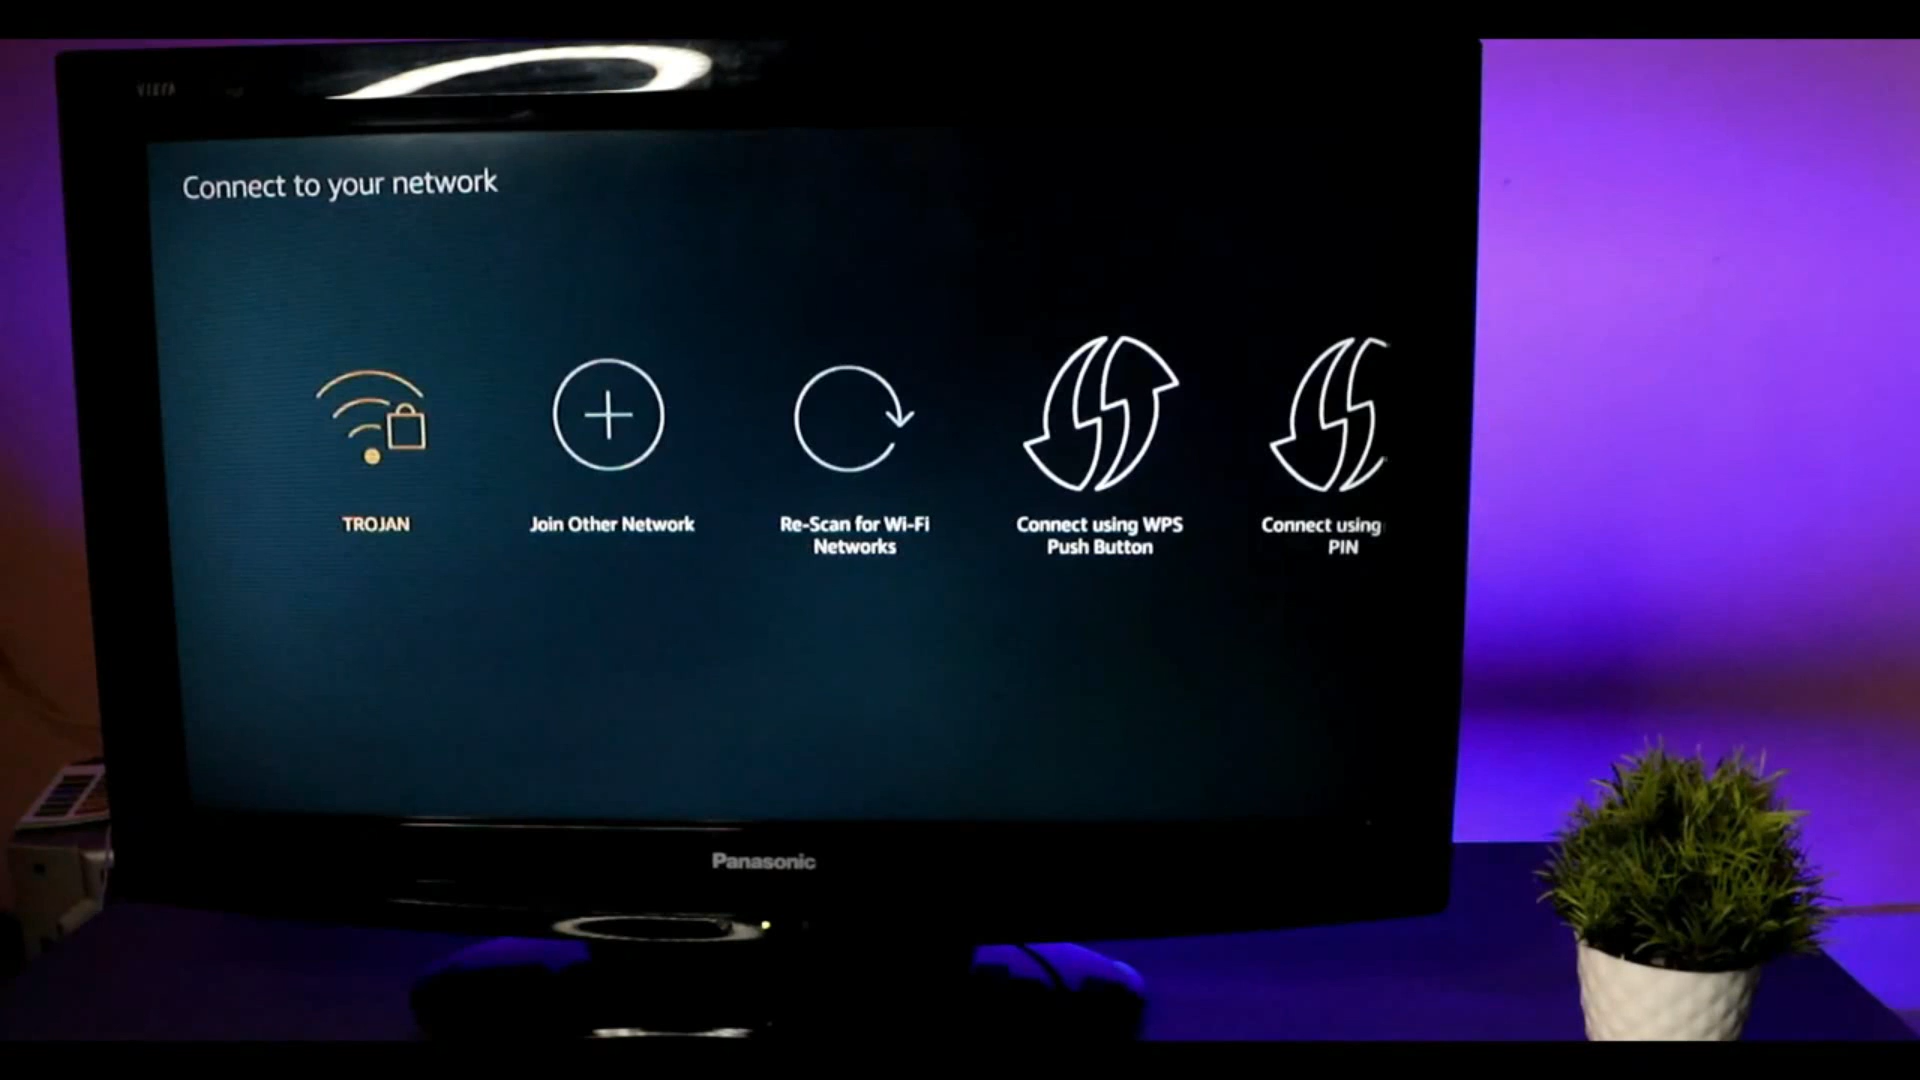 VIERA
Connect to your network
TROJAN
Join Other Network
Re-Scan for Wi-Fi
Networks
Connect using WPS
Push Button
Connect using
PIN
Panasonic